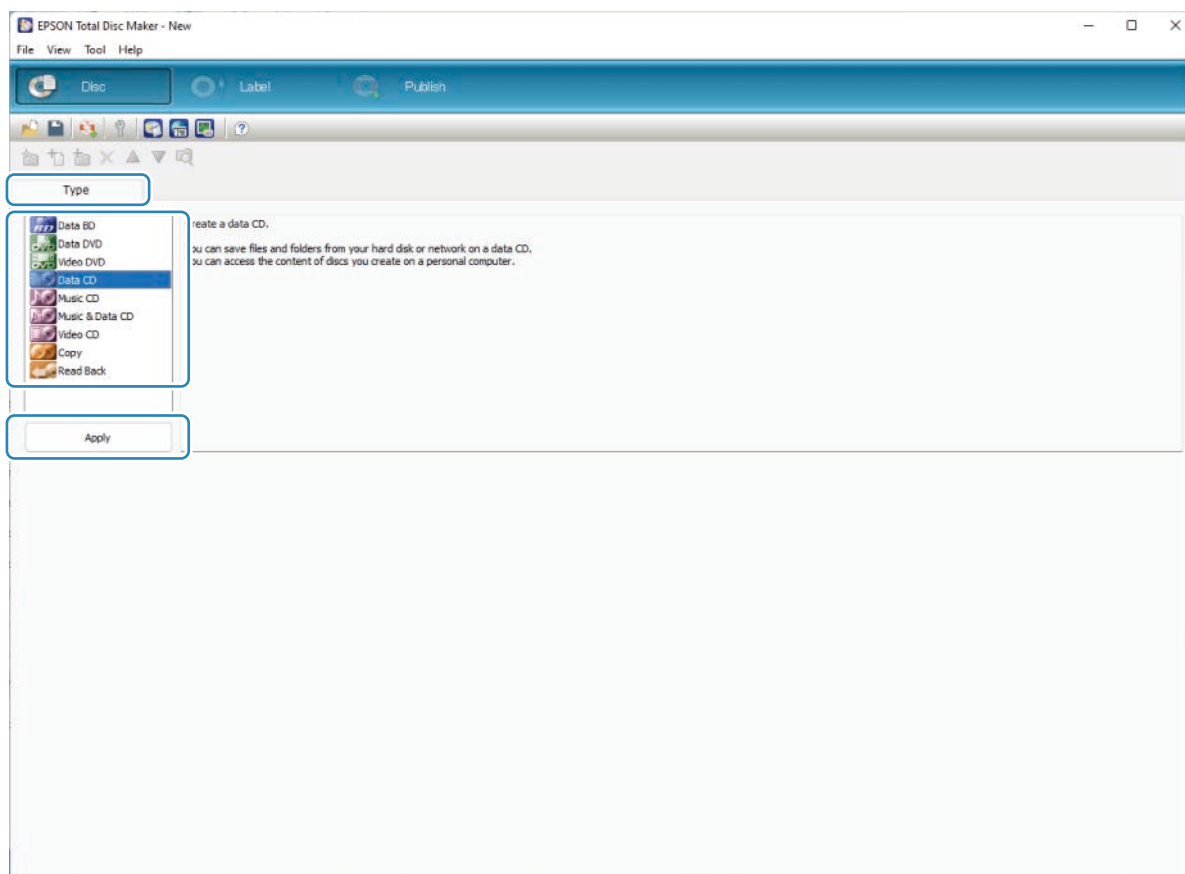 EPSON Total Disc Maker - New
File View Tool Help
Disc Label Publish
Type
Data BD
Data DVD
Video DVD
Data CD
Music CD
Music & Data CD
Video CD
Copy
Read Back
Apply
reate a data CD.
ou can save files and folders from your hard disk or network on a data CD.
ou can access the content of discs you create on a personal computer.